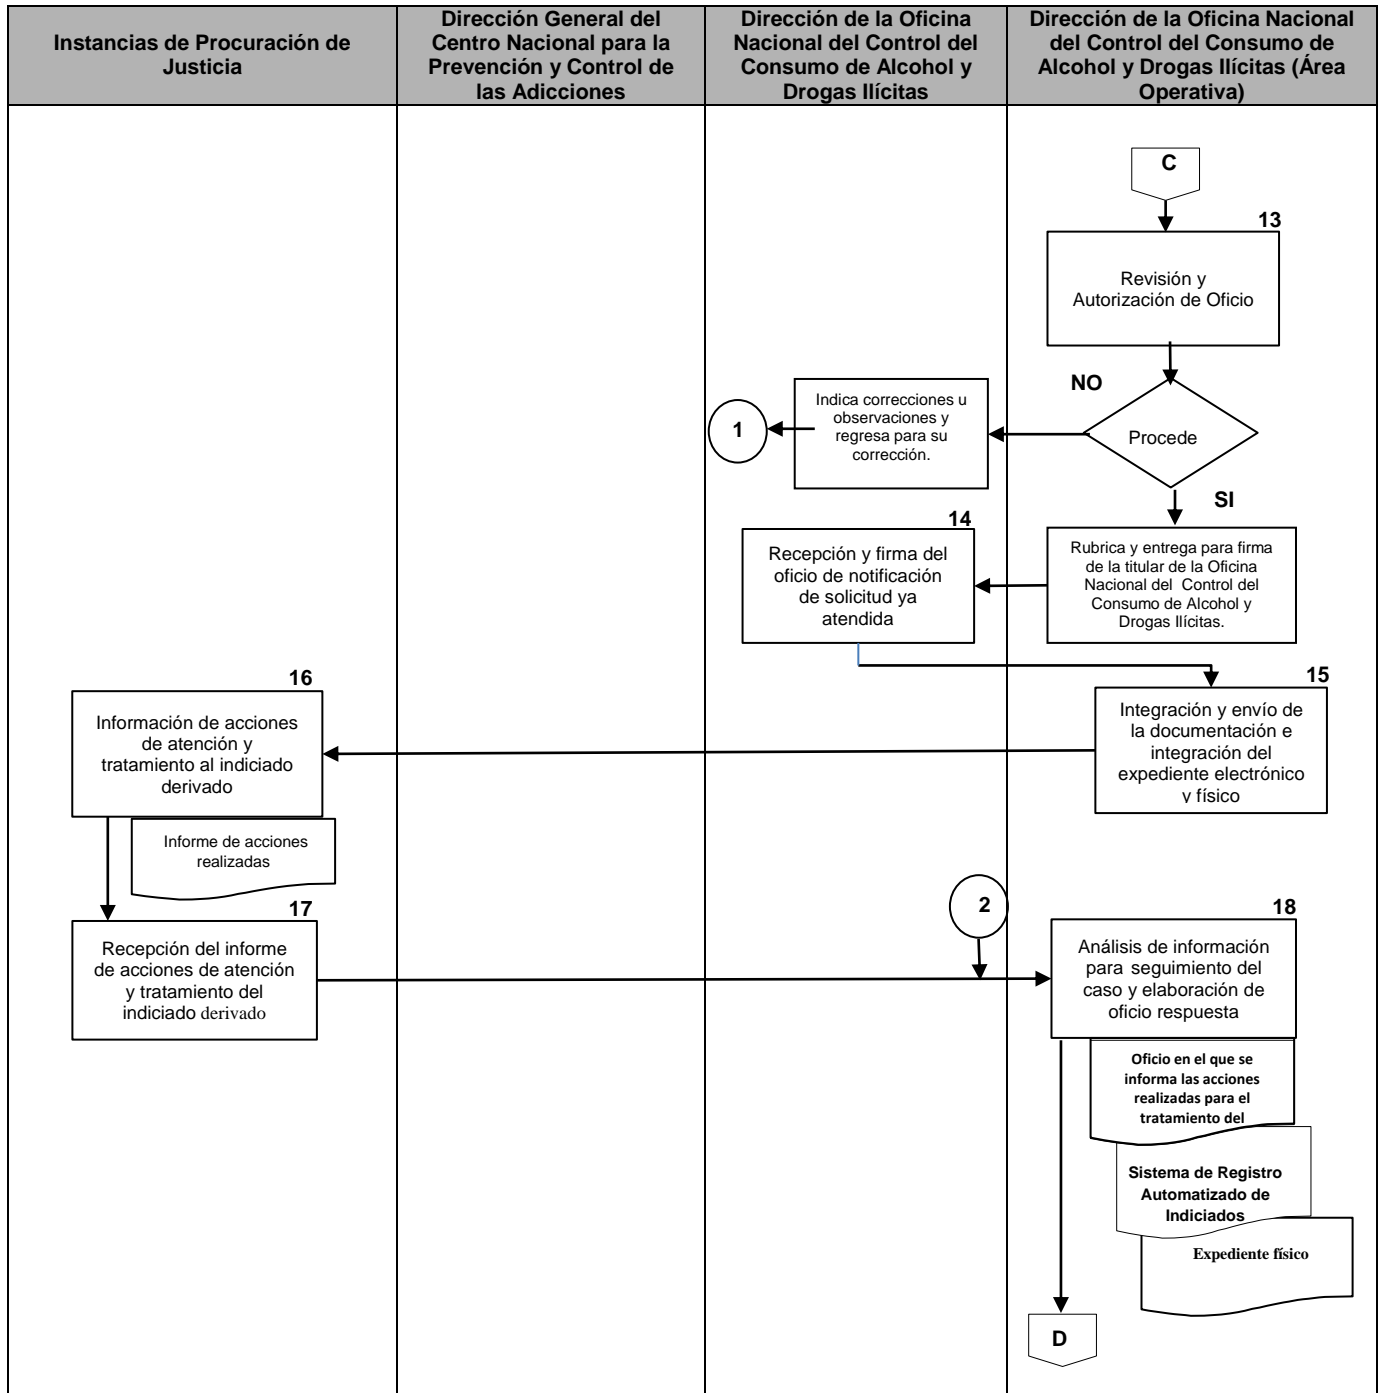 Instancias de Procuración de
Justicia
Dirección General del
Centro Nacional para la
Prevención y Control de
las Adicciones
Dirección de la Oficina
Nacional del Control del
Consumo de Alcohol y
Drogas Ilícitas
Dirección de la Oficina Nacional
del Control del Consumo de
Alcohol y Drogas Ilícitas (Área
Operativa)
C
13
Revisión y
Autorización de Oficio
NO
Procede
Indica correcciones u
observaciones y
regresa para su
corrección.
1
SI
14
Recepción y firma del
oficio de notificación
de solicitud ya
atendida
Rubrica y entrega para firma
de la titular de la Oficina
Nacional del Control del
Consumo de Alcohol y
Drogas Ilícitas.
15
Integración y envío de
la documentación e
integración del
expediente electrónico
y físico
16
Información de acciones
de atención y
tratamiento al indiciado
derivado
Informe de acciones
realizadas
17
Recepción del informe
de acciones de atención
y tratamiento del
indiciado derivado
2
18
Análisis de información
para seguimiento del
caso y elaboración de
oficio respuesta
Oficio en el que se
informa las acciones
realizadas para el
tratamiento del
Sistema de Registro
Automatizado de
Indiciados
Expediente físico
D